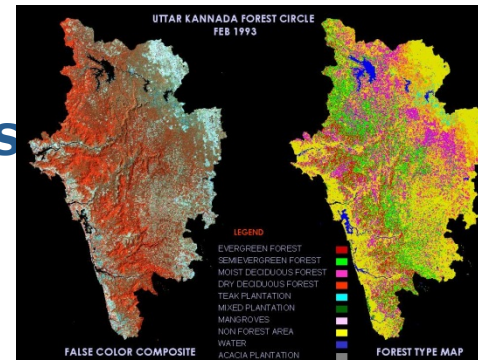 UTTAR KANNADA FOREST CIRCLE
FEB 1993
S
LEGEND
EVERGREEN FOREST
SEMIEVERGREEN FOREST
MOIST DECIDUOUS FOREST
DRY DECIDUOUS FOREST
TEAK PLANTATION
MIXED PLANTATION
MANGROVES
NON FOREST AREA
WATER
ACACIA PLANTATION
FALSE COLOR COMPOSITE
FOREST TYPE MAP